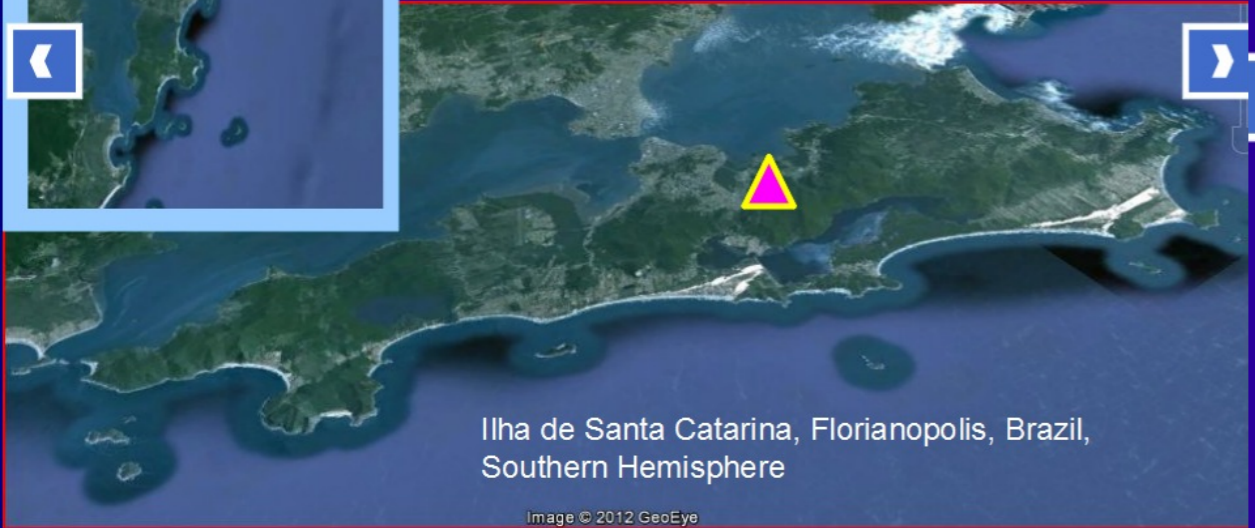 Ilha de Santa Catarina, Florianopolis, Brazil,
Southern Hemisphere
Image © 2012 GeoEye